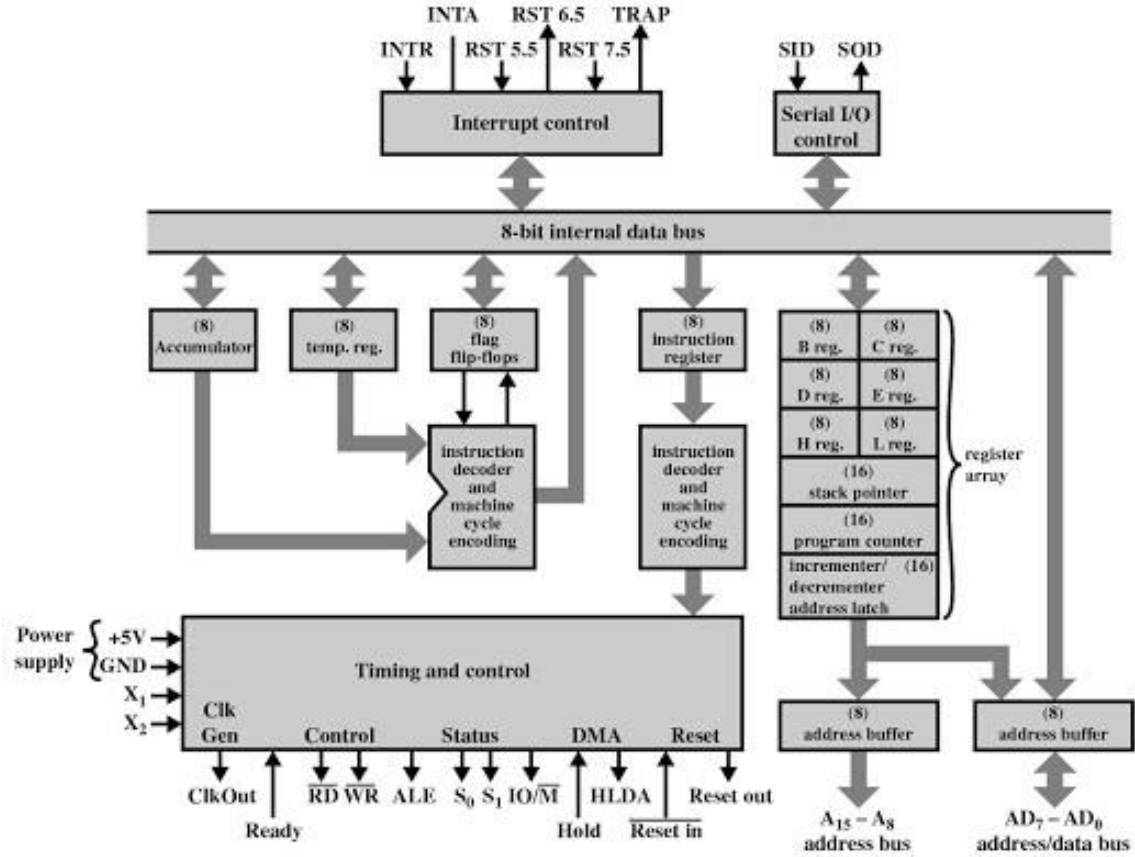 INTA RST 6.5 TRAP
INTR RST 5.5 RST 7.5
SID SOD
Interrupt control
Serial I/O
control
8-bit internal data bus
(8)
Accumulator
(8)
temp. reg.
(8)
flag
flip-flops
(8)
instruction
register
(8)
B reg.
(8)
C reg.
(8)
D reg.
(8)
E reg.
(8)
H reg.
(8)
L reg.
(16)
stack pointer
(16)
program counter
incrementer/ (16)
decrementer
address latch
register
array
instruction
decoder
and
machine
cycle
encoding
instruction
decoder
and
machine
cycle
encoding
Power
supply
+5V
GND
X₁
X₂
Timing and control
Clk
Gen
Control Status DMA Reset
ClkOut R̅D̅ W̅R̅ ALE S₀ S₁ IO/M̅ HLDA Reset out
Ready Hold R̅e̅s̅e̅t̅ i̅n̅
(8)
address buffer
(8)
address buffer
A₁₅ – A₈
address bus
AD₇ – AD₀
address/data bus